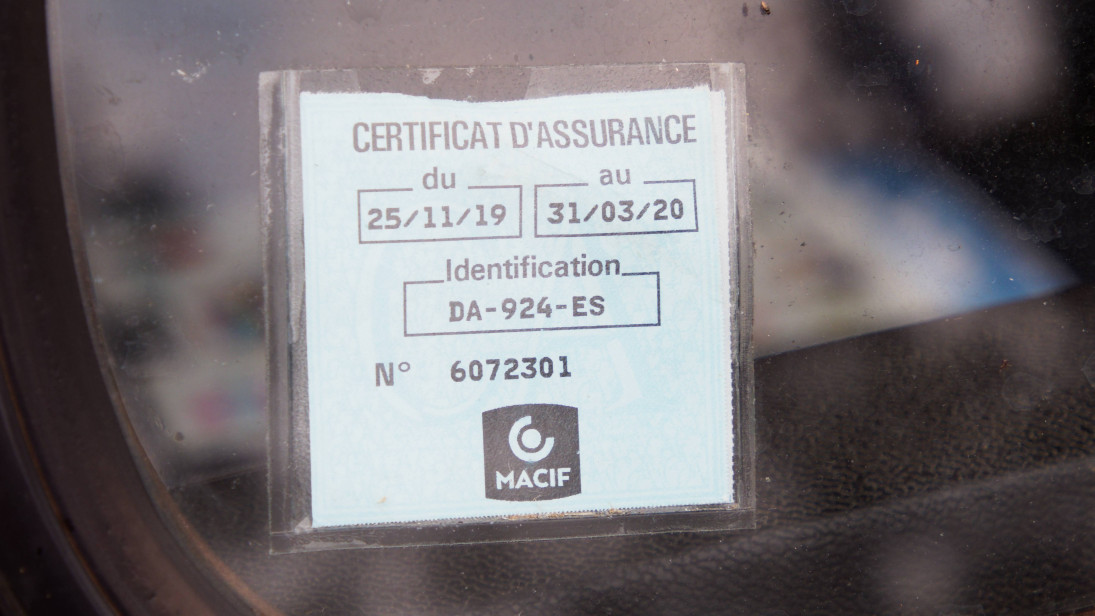 CERTIFICAT D'ASSURANCE
du au
25/11/19 31/03/20
Identification
DA-924-ES
N° 6072301
MACIF